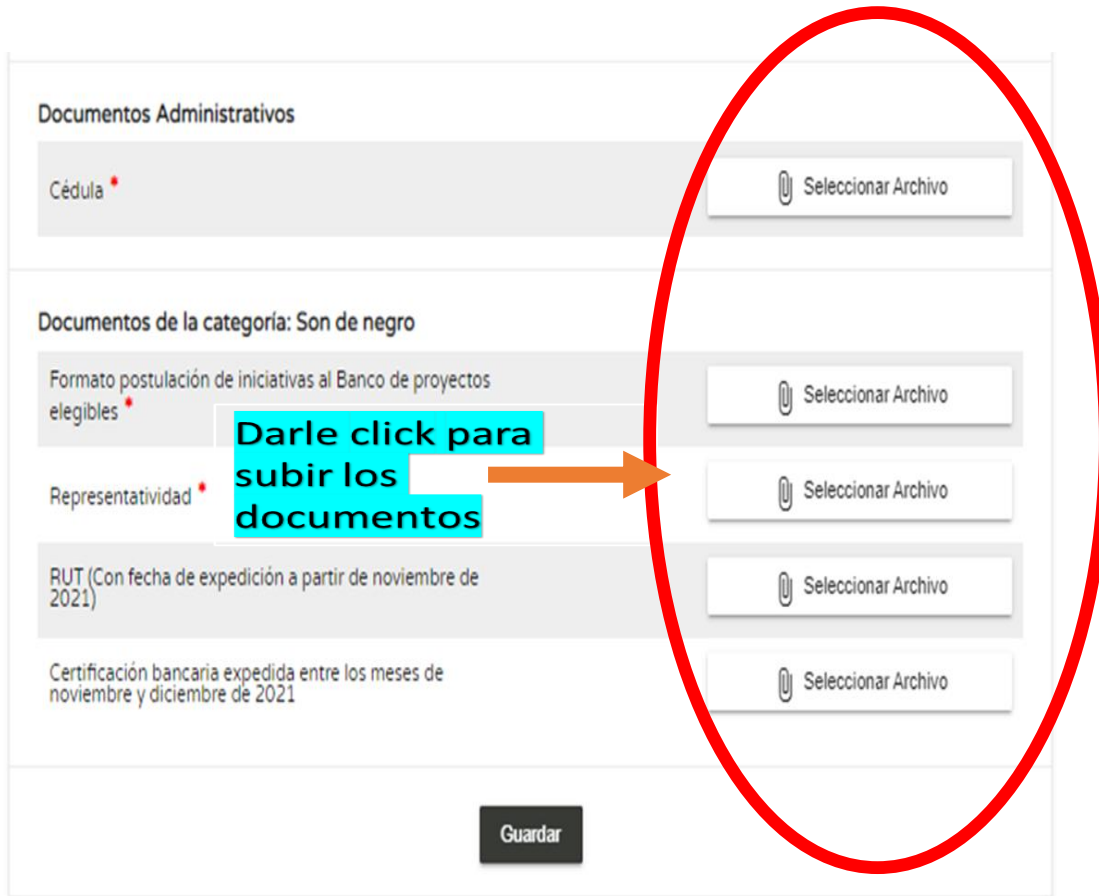 Documentos Administrativos
Cédula *
Seleccionar Archivo
Documentos de la categoría: Son de negro
Formato postulación de iniciativas al Banco de proyectos
elegibles *
Seleccionar Archivo
Darle click para
subir los
documentos
Representatividad *
Seleccionar Archivo
RUT (Con fecha de expedición a partir de noviembre de
2021)
Seleccionar Archivo
Certificación bancaria expedida entre los meses de
noviembre y diciembre de 2021
Seleccionar Archivo
Guardar